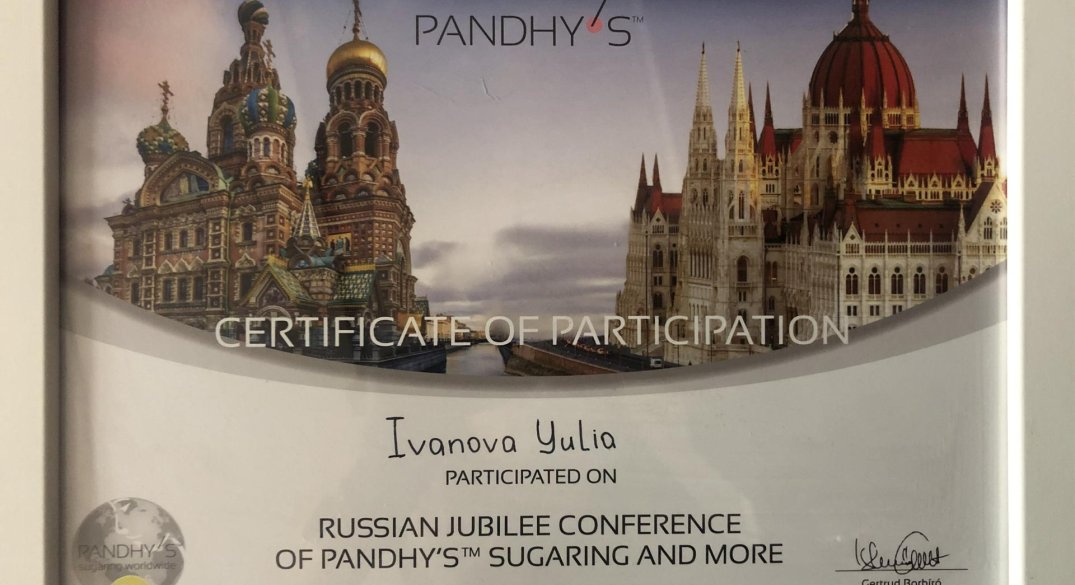 PANDHY'S™
CERTIFICATE OF PARTICIPATION
Ivanova Yulia
PARTICIPATED ON
RUSSIAN JUBILEE CONFERENCE
OF PANDHY'S™ SUGARING AND MORE
PANDHY'S
sugaring worldwide
Gertrud Borbíró